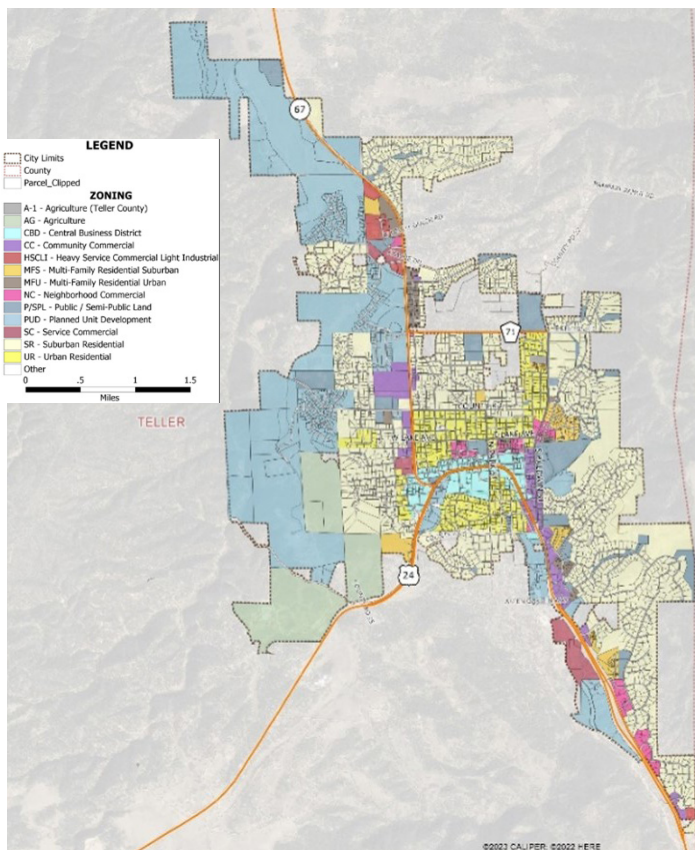 67
LEGEND
City Limits
County
Parcel_Clipped
ZONING
A-1 - Agriculture (Teller County)
AG - Agriculture
CBD - Central Business District
CC - Community Commercial
HSCLI - Heavy Service Commercial Light Industrial
MFS - Multi-Family Residential Suburban
MFU - Multi-Family Residential Urban
NC - Neighborhood Commercial
P/SPL - Public / Semi-Public Land
PUD - Planned Unit Development
SC - Service Commercial
SR - Suburban Residential
UR - Urban Residential
Other
0 .5 1 1.5
Miles
71
TELLER
24
©2023 CALIPER; ©2022 HERE